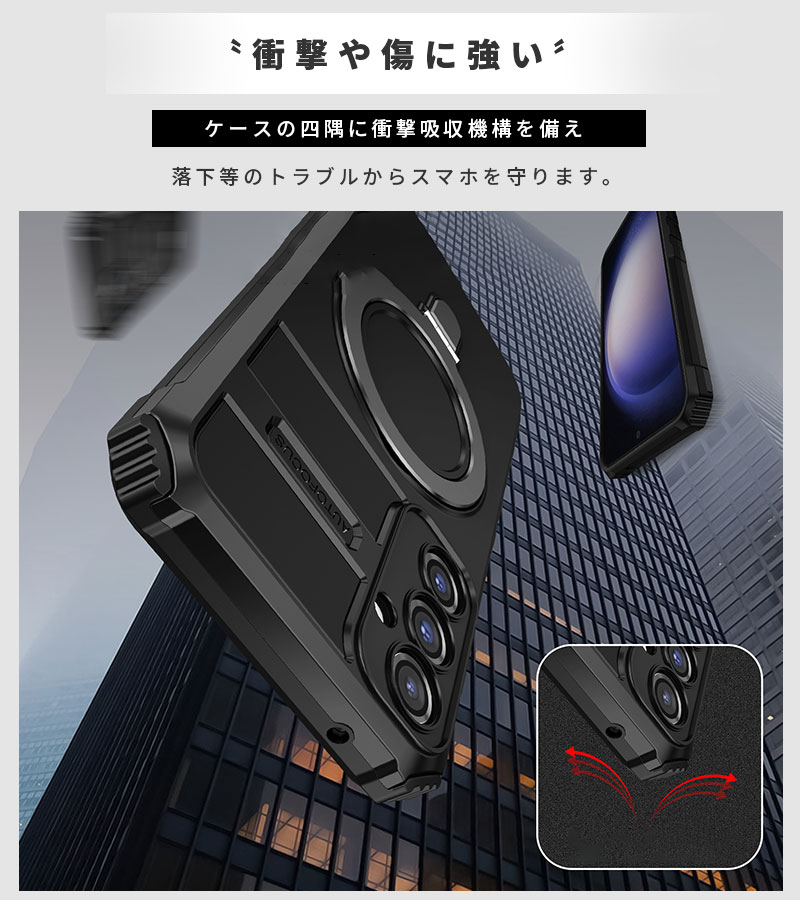 〝衝撃や傷に強い〞
ケースの四隅に衝撃吸収機構を備え
落下等のトラブルからスマホを守ります。
AUTOFOCUS